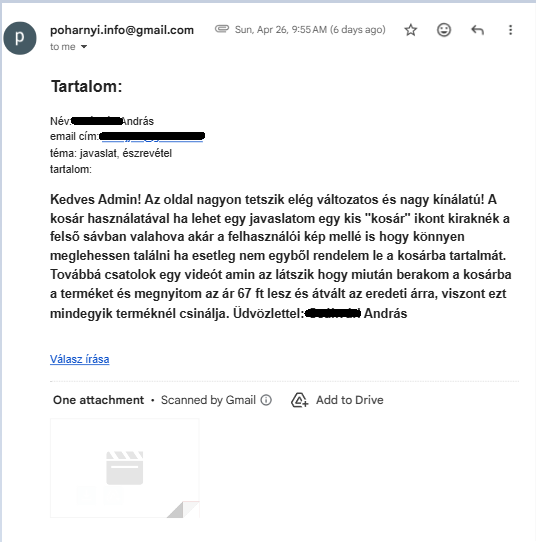 p
poharnyi.info@gmail.com
Sun, Apr 26, 9:55 AM (6 days ago)
to me
Tartalom:
Név: András
email cím:
téma: javaslat, észrevétel
tartalom:
Kedves Admin! Az oldal nagyon tetszik elég változatos és nagy kínálatú! A
kosár használatával ha lehet egy javaslatom egy kis "kosár" ikont kiraknék a
felső sávban valahova akár a felhasználói kép mellé is hogy könnyen
meglehessen találni ha esetleg nem egyből rendelem le a kosárba tartalmát.
Továbbá csatolok egy videót amin az látszik hogy miután berakom a kosárba
a terméket és megnyitom az ár 67 ft lesz és átvált az eredeti árra, viszont ezt
mindegyik terméknél csinálja. Üdvözlettel: András
Válasz írása
One attachment • Scanned by Gmail
Add to Drive